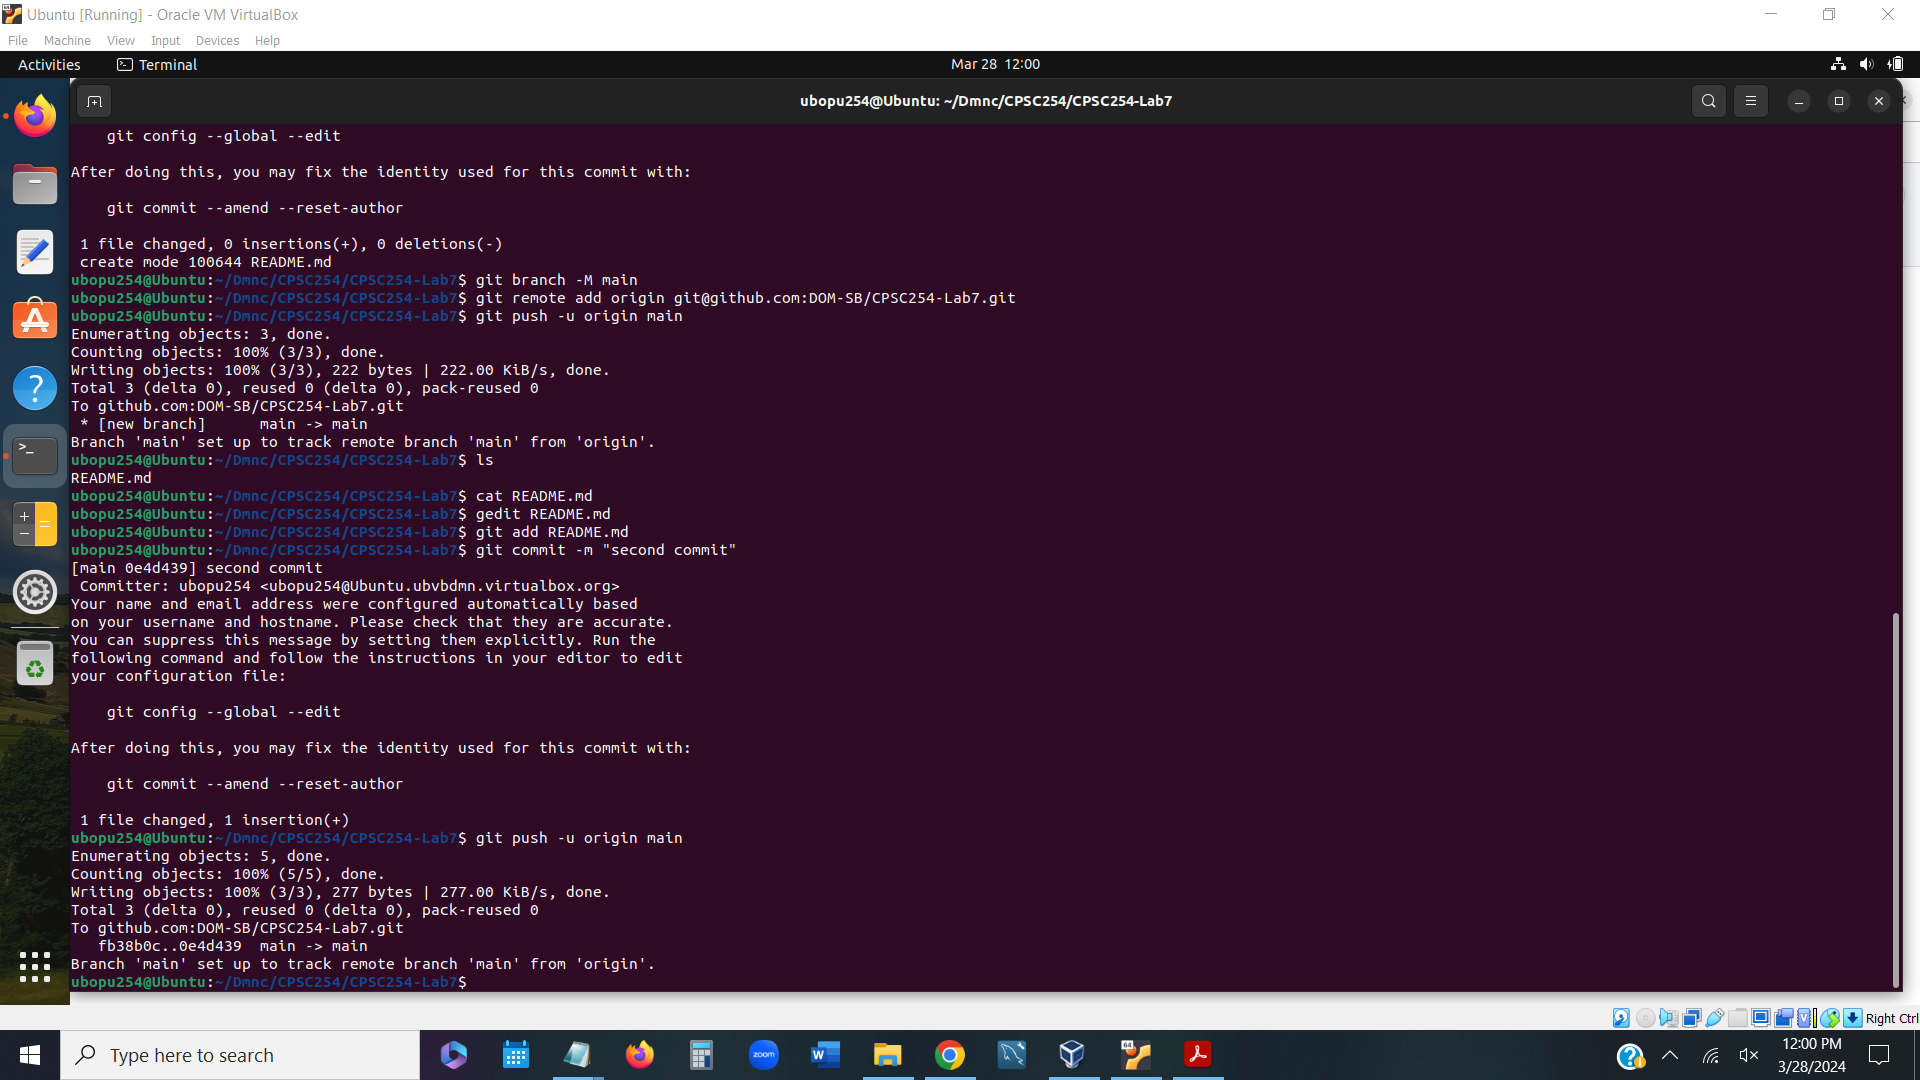 Ubuntu [Running] - Oracle VM VirtualBox
File Machine View Input Devices Help
Activities Terminal Mar 28 12:00
ubopu254@Ubuntu: ~/Dmnc/CPSC254/CPSC254-Lab7
git config --global --edit
After doing this, you may fix the identity used for this commit with:
git commit --amend --reset-author
1 file changed, 0 insertions(+), 0 deletions(-)
create mode 100644 README.md
ubopu254@Ubuntu:~/Dmnc/CPSC254/CPSC254-Lab7$ git branch -M main
ubopu254@Ubuntu:~/Dmnc/CPSC254/CPSC254-Lab7$ git remote add origin git@github.com:DOM-SB/CPSC254-Lab7.git
ubopu254@Ubuntu:~/Dmnc/CPSC254/CPSC254-Lab7$ git push -u origin main
Enumerating objects: 3, done.
Counting objects: 100% (3/3), done.
Writing objects: 100% (3/3), 222 bytes | 222.00 KiB/s, done.
Total 3 (delta 0), reused 0 (delta 0), pack-reused 0
To github.com:DOM-SB/CPSC254-Lab7.git
* [new branch]      main -> main
Branch 'main' set up to track remote branch 'main' from 'origin'.
ubopu254@Ubuntu:~/Dmnc/CPSC254/CPSC254-Lab7$ ls
README.md
ubopu254@Ubuntu:~/Dmnc/CPSC254/CPSC254-Lab7$ cat README.md
ubopu254@Ubuntu:~/Dmnc/CPSC254/CPSC254-Lab7$ gedit README.md
ubopu254@Ubuntu:~/Dmnc/CPSC254/CPSC254-Lab7$ git add README.md
ubopu254@Ubuntu:~/Dmnc/CPSC254/CPSC254-Lab7$ git commit -m "second commit"
[main 0e4d439] second commit
Committer: ubopu254 <ubopu254@Ubuntu.ubvbdmn.virtualbox.org>
Your name and email address were configured automatically based
on your username and hostname. Please check that they are accurate.
You can suppress this message by setting them explicitly. Run the
following command and follow the instructions in your editor to edit
your configuration file:
git config --global --edit
After doing this, you may fix the identity used for this commit with:
git commit --amend --reset-author
1 file changed, 1 insertion(+)
ubopu254@Ubuntu:~/Dmnc/CPSC254/CPSC254-Lab7$ git push -u origin main
Enumerating objects: 5, done.
Counting objects: 100% (5/5), done.
Writing objects: 100% (3/3), 277 bytes | 277.00 KiB/s, done.
Total 3 (delta 0), reused 0 (delta 0), pack-reused 0
To github.com:DOM-SB/CPSC254-Lab7.git
fb38b0c..0e4d439  main -> main
Branch 'main' set up to track remote branch 'main' from 'origin'.
ubopu254@Ubuntu:~/Dmnc/CPSC254/CPSC254-Lab7$
Right Ctrl
Type here to search
zoom
W
64
12:00 PM
3/28/2024